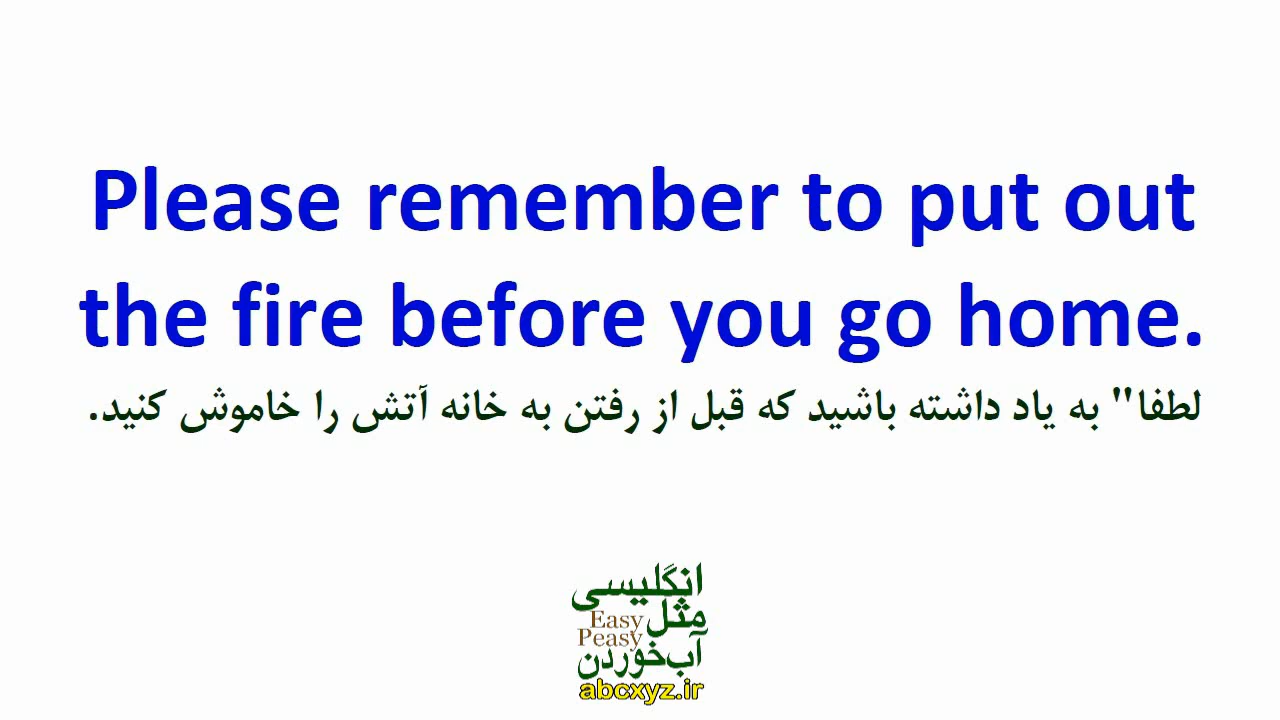 Please remember to put out
the fire before you go home.
لطفا" به یاد داشته باشید که قبل از رفتن به خانه آتش را خاموش کنید.
انگلیسی
مثل
Easy
Peasy
آب خوردن
abcxyz.ir